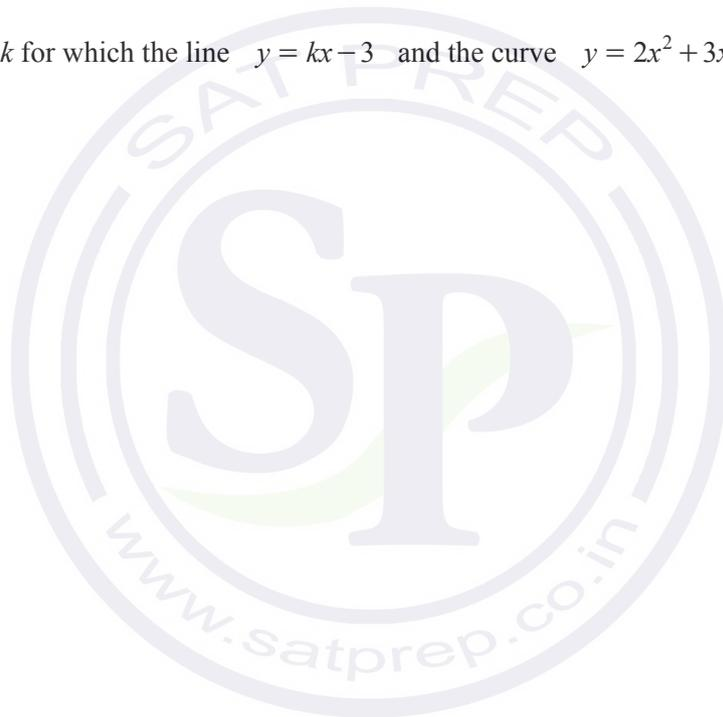 k for which the line y = kx − 3 and the curve y = 2x² + 3x
SAT PREP
SP
www.satprep.co.in